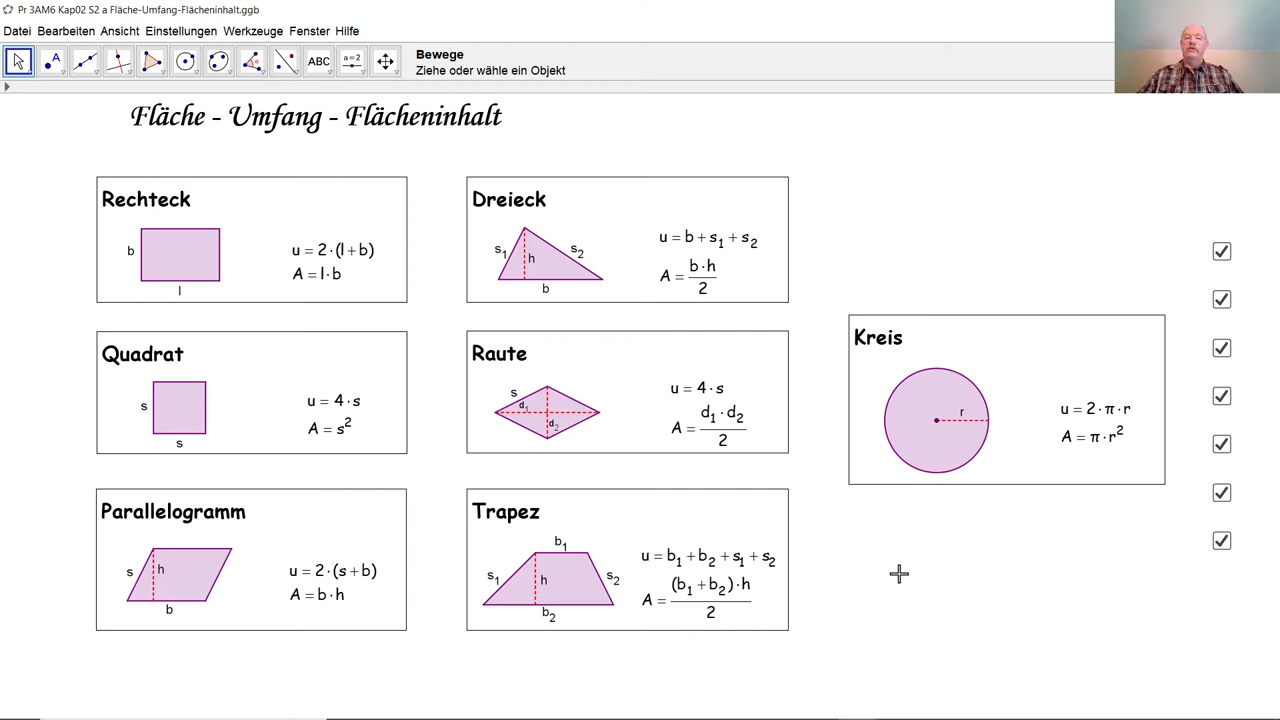 Pr 3AM6 Kap02 S2 a Fläche-Umfang-Flächeninhalt.ggb
Datei Bearbeiten Ansicht Einstellungen Werkzeuge Fenster Hilfe
A
ABC
a=2
Bewege
Ziehe oder wähle ein Objekt
Fläche - Umfang - Flächeninhalt
Rechteck
b
l
u = 2·(l+b)
A = l·b
Quadrat
s
s
u = 4·s
A = s²
Parallelogramm
s
h
b
u = 2·(s+b)
A = b·h
Dreieck
s₁
s₂
h
b
u = b + s₁ + s₂
A = b·h / 2
Raute
s
d₁
d₂
u = 4·s
A = d₁·d₂ / 2
Trapez
b₁
s₁
h
s₂
b₂
u = b₁ + b₂ + s₁ + s₂
A = (b₁+b₂)·h / 2
Kreis
r
u = 2·π·r
A = π·r²